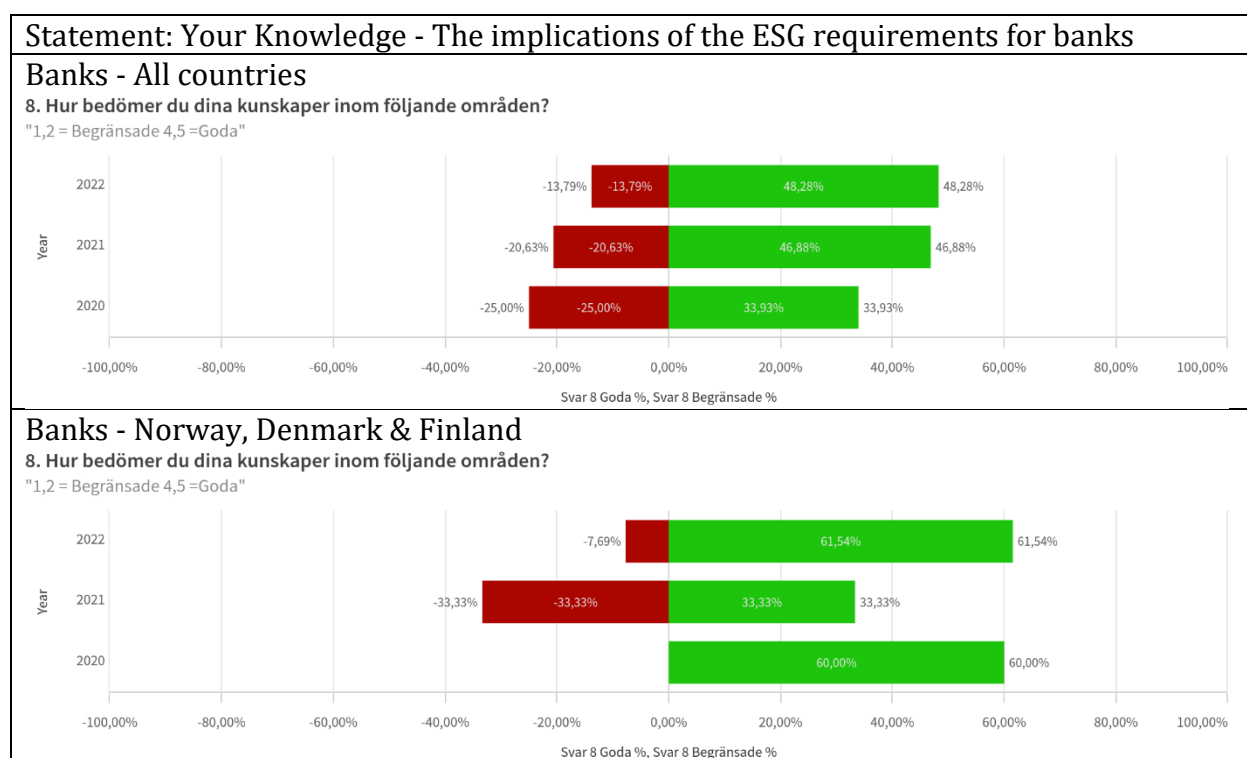 Statement: Your Knowledge - The implications of the ESG requirements for banks
Banks - All countries
8. Hur bedömer du dina kunskaper inom följande områden?
"1,2 = Begränsade 4,5 =Goda"
Year
2022
-13,79%
-13,79%
48,28%
48,28%
2021
-20,63%
-20,63%
46,88%
46,88%
2020
-25,00%
-25,00%
33,93%
33,93%
-100,00% -80,00% -60,00% -40,00% -20,00% 0,00% 20,00% 40,00% 60,00% 80,00% 100,00%
Svar 8 Goda %, Svar 8 Begränsade %
Banks - Norway, Denmark & Finland
8. Hur bedömer du dina kunskaper inom följande områden?
"1,2 = Begränsade 4,5 =Goda"
Year
2022
-7,69%
61,54%
61,54%
2021
-33,33%
-33,33%
33,33%
33,33%
2020
60,00%
60,00%
-100,00% -80,00% -60,00% -40,00% -20,00% 0,00% 20,00% 40,00% 60,00% 80,00% 100,00%
Svar 8 Goda %, Svar 8 Begränsade %